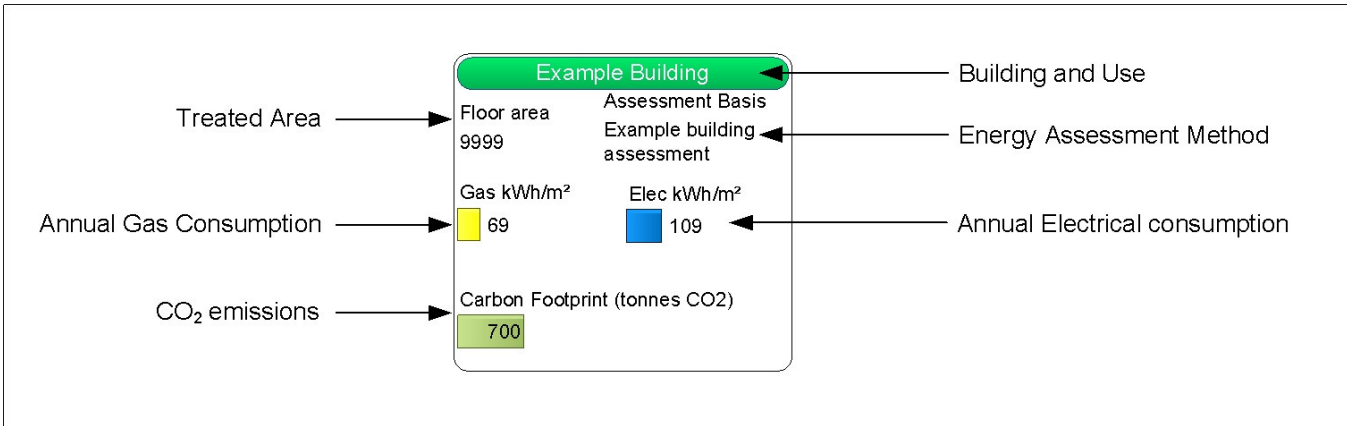 Example Building
Building and Use
Treated Area
Floor area
9999
Assessment Basis
Example building
assessment
Energy Assessment Method
Annual Gas Consumption
Gas kWh/m²
69
Elec kWh/m²
109
Annual Electrical consumption
CO₂ emissions
Carbon Footprint (tonnes CO2)
700